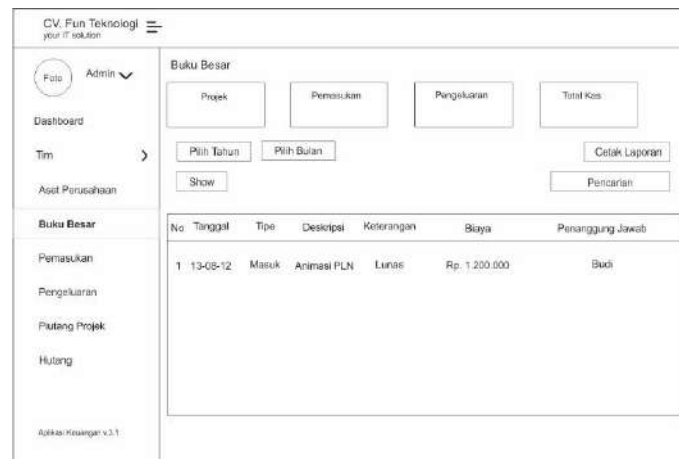 CV. Fun Teknologi
your IT solution
Foto
Admin
Dashboard
Tim
Aset Perusahaan
Buku Besar
Pemasukan
Pengeluaran
Piutang Projek
Hutang
Aplikasi Keuangan v.3.1
Buku Besar
Projek
Pemasukan
Pengeluaran
Total Kas
Pilih Tahun
Pilih Bulan
Cetak Laporan
Show
Pencarian
No Tanggal Tipe Deskripsi Keterangan Biaya Penanggung Jawab
1 13-08-12 Masuk Animasi PLN Lunas Rp. 1.200.000 Budi